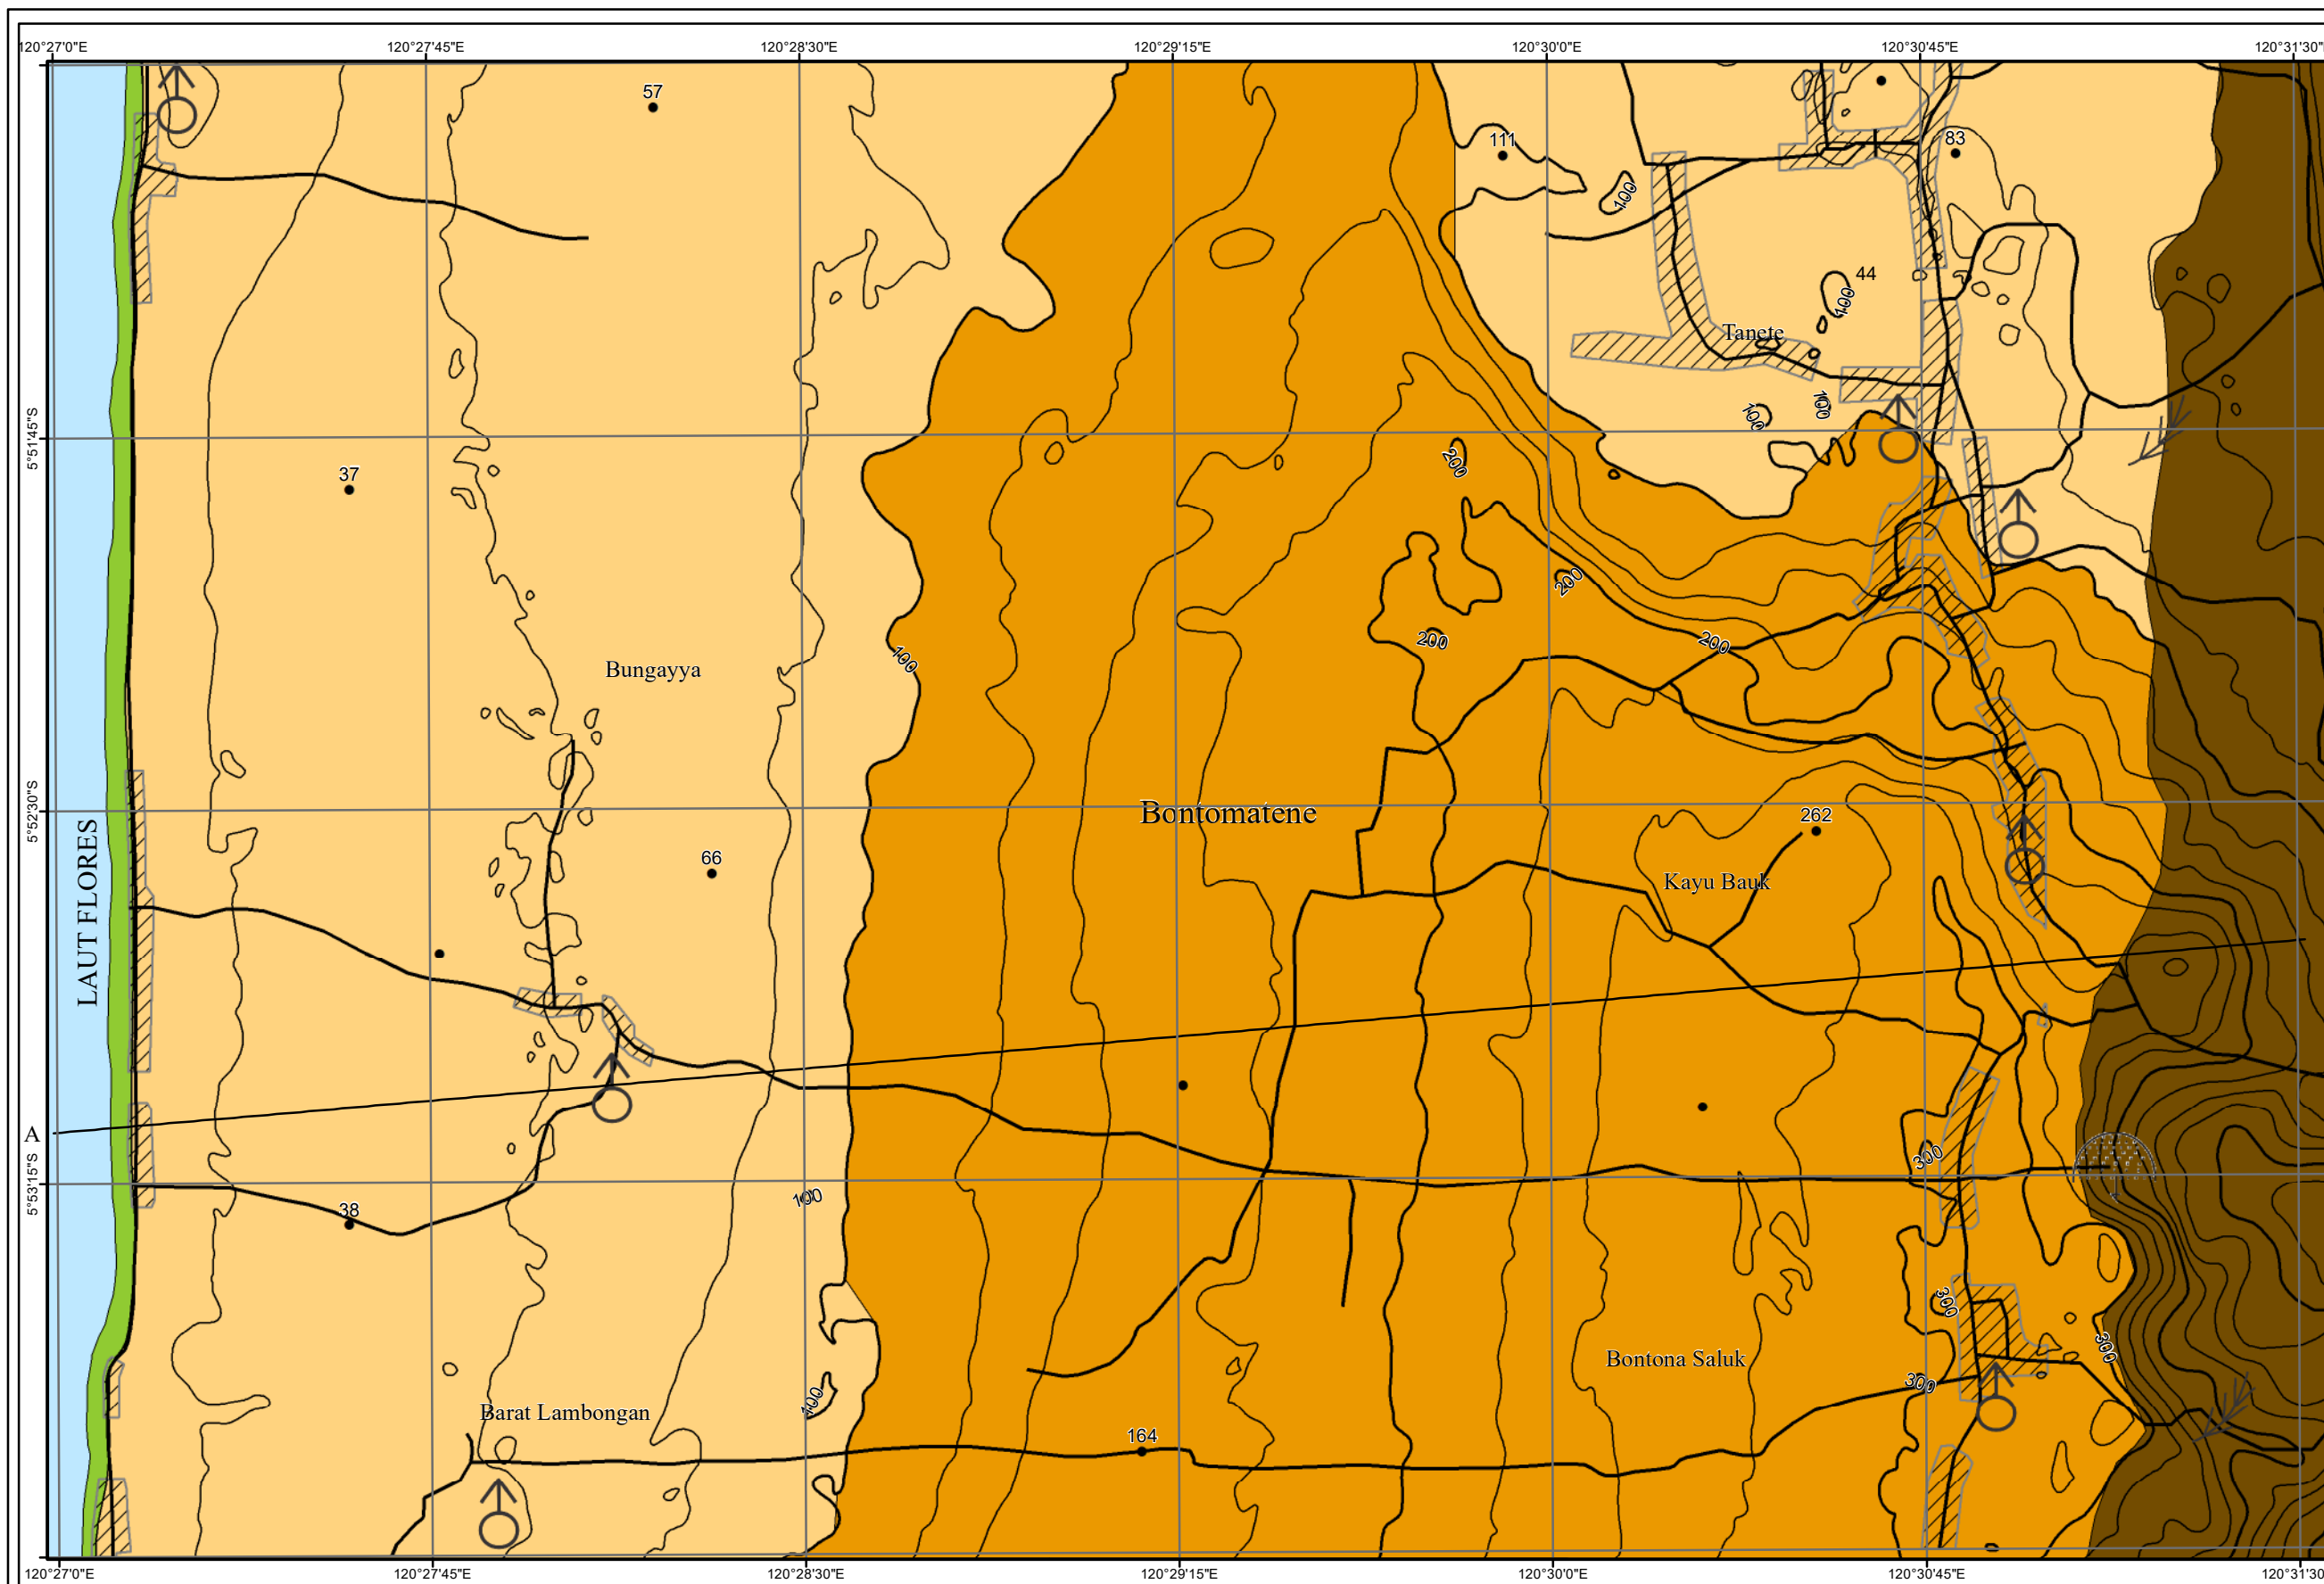 120°27'0"E
120°27'45"E
120°28'30"E
120°29'15"E
120°30'0"E
120°30'45"E
120°31'30"
57
111
83
100
44
100
Tanete
100
100
5°51'45"S
200
37
200
200
200
100
Bungayya
5°52'30"S
Bontomatene
262
66
Kayu Bauk
LAUT FLORES
A
300
5°53'15"S
100
38
300
300
Bontona Saluk
300
100
Barat Lambongan
164
120°27'0"E
120°27'45"E
120°28'30"E
120°29'15"E
120°30'0"E
120°30'45"E
120°31'30